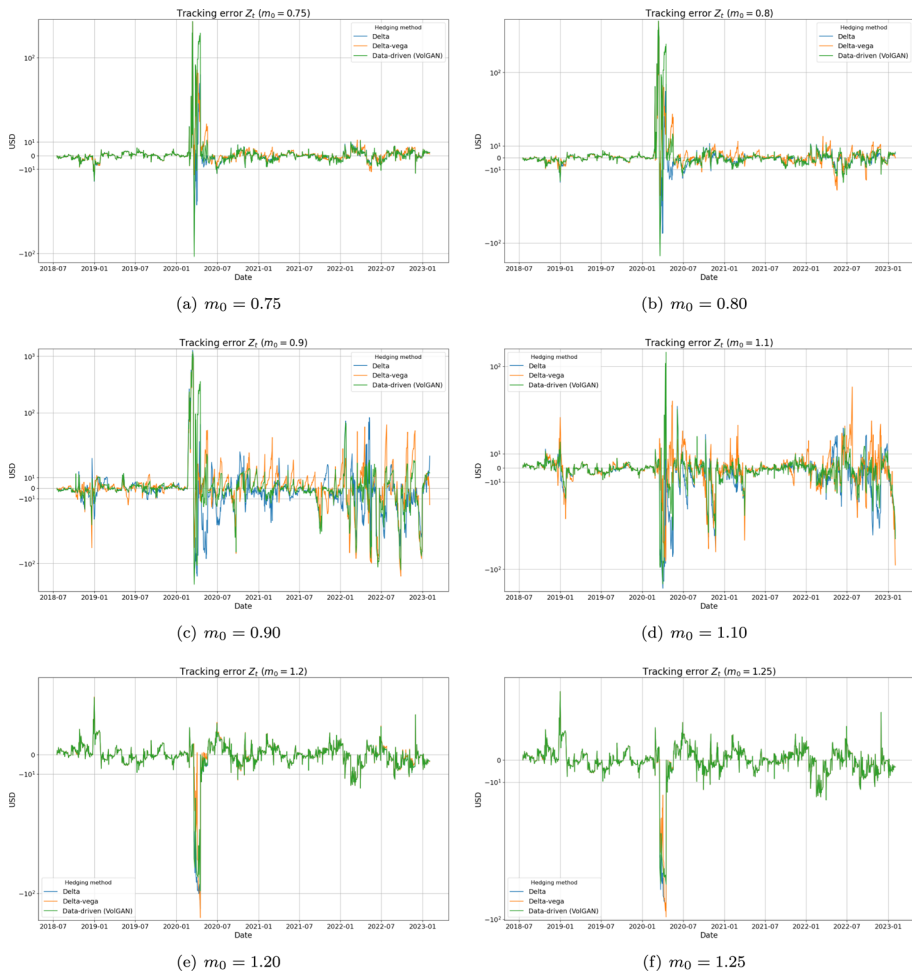 Tracking error Z_t (m_0 = 0.75)
Hedging method
Delta
Delta-vega
Data-driven (VolGAN)
USD
10^2
10^1
0
−10^1
−10^2
2018-07 2019-01 2019-07 2020-01 2020-07 2021-01 2021-07 2022-01 2022-07 2023-01
Date
(a) m_0 = 0.75
Tracking error Z_t (m_0 = 0.8)
Hedging method
Delta
Delta-vega
Data-driven (VolGAN)
USD
10^2
10^1
0
−10^1
−10^2
2018-07 2019-01 2019-07 2020-01 2020-07 2021-01 2021-07 2022-01 2022-07 2023-01
Date
(b) m_0 = 0.80
Tracking error Z_t (m_0 = 0.9)
Hedging method
Delta
Delta-vega
Data-driven (VolGAN)
USD
10^3
10^2
10^1
0
−10^1
−10^2
2018-07 2019-01 2019-07 2020-01 2020-07 2021-01 2021-07 2022-01 2022-07 2023-01
Date
(c) m_0 = 0.90
Tracking error Z_t (m_0 = 1.1)
Hedging method
Delta
Delta-vega
Data-driven (VolGAN)
USD
10^2
10^1
0
−10^1
−10^2
2018-07 2019-01 2019-07 2020-01 2020-07 2021-01 2021-07 2022-01 2022-07 2023-01
Date
(d) m_0 = 1.10
Tracking error Z_t (m_0 = 1.2)
USD
0
−10^1
−10^2
Hedging method
Delta
Delta-vega
Data-driven (VolGAN)
2018-07 2019-01 2019-07 2020-01 2020-07 2021-01 2021-07 2022-01 2022-07 2023-01
Date
(e) m_0 = 1.20
Tracking error Z_t (m_0 = 1.25)
USD
0
−10^1
−10^2
Hedging method
Delta
Delta-vega
Data-driven (VolGAN)
2018-07 2019-01 2019-07 2020-01 2020-07 2021-01 2021-07 2022-01 2022-07 2023-01
Date
(f) m_0 = 1.25